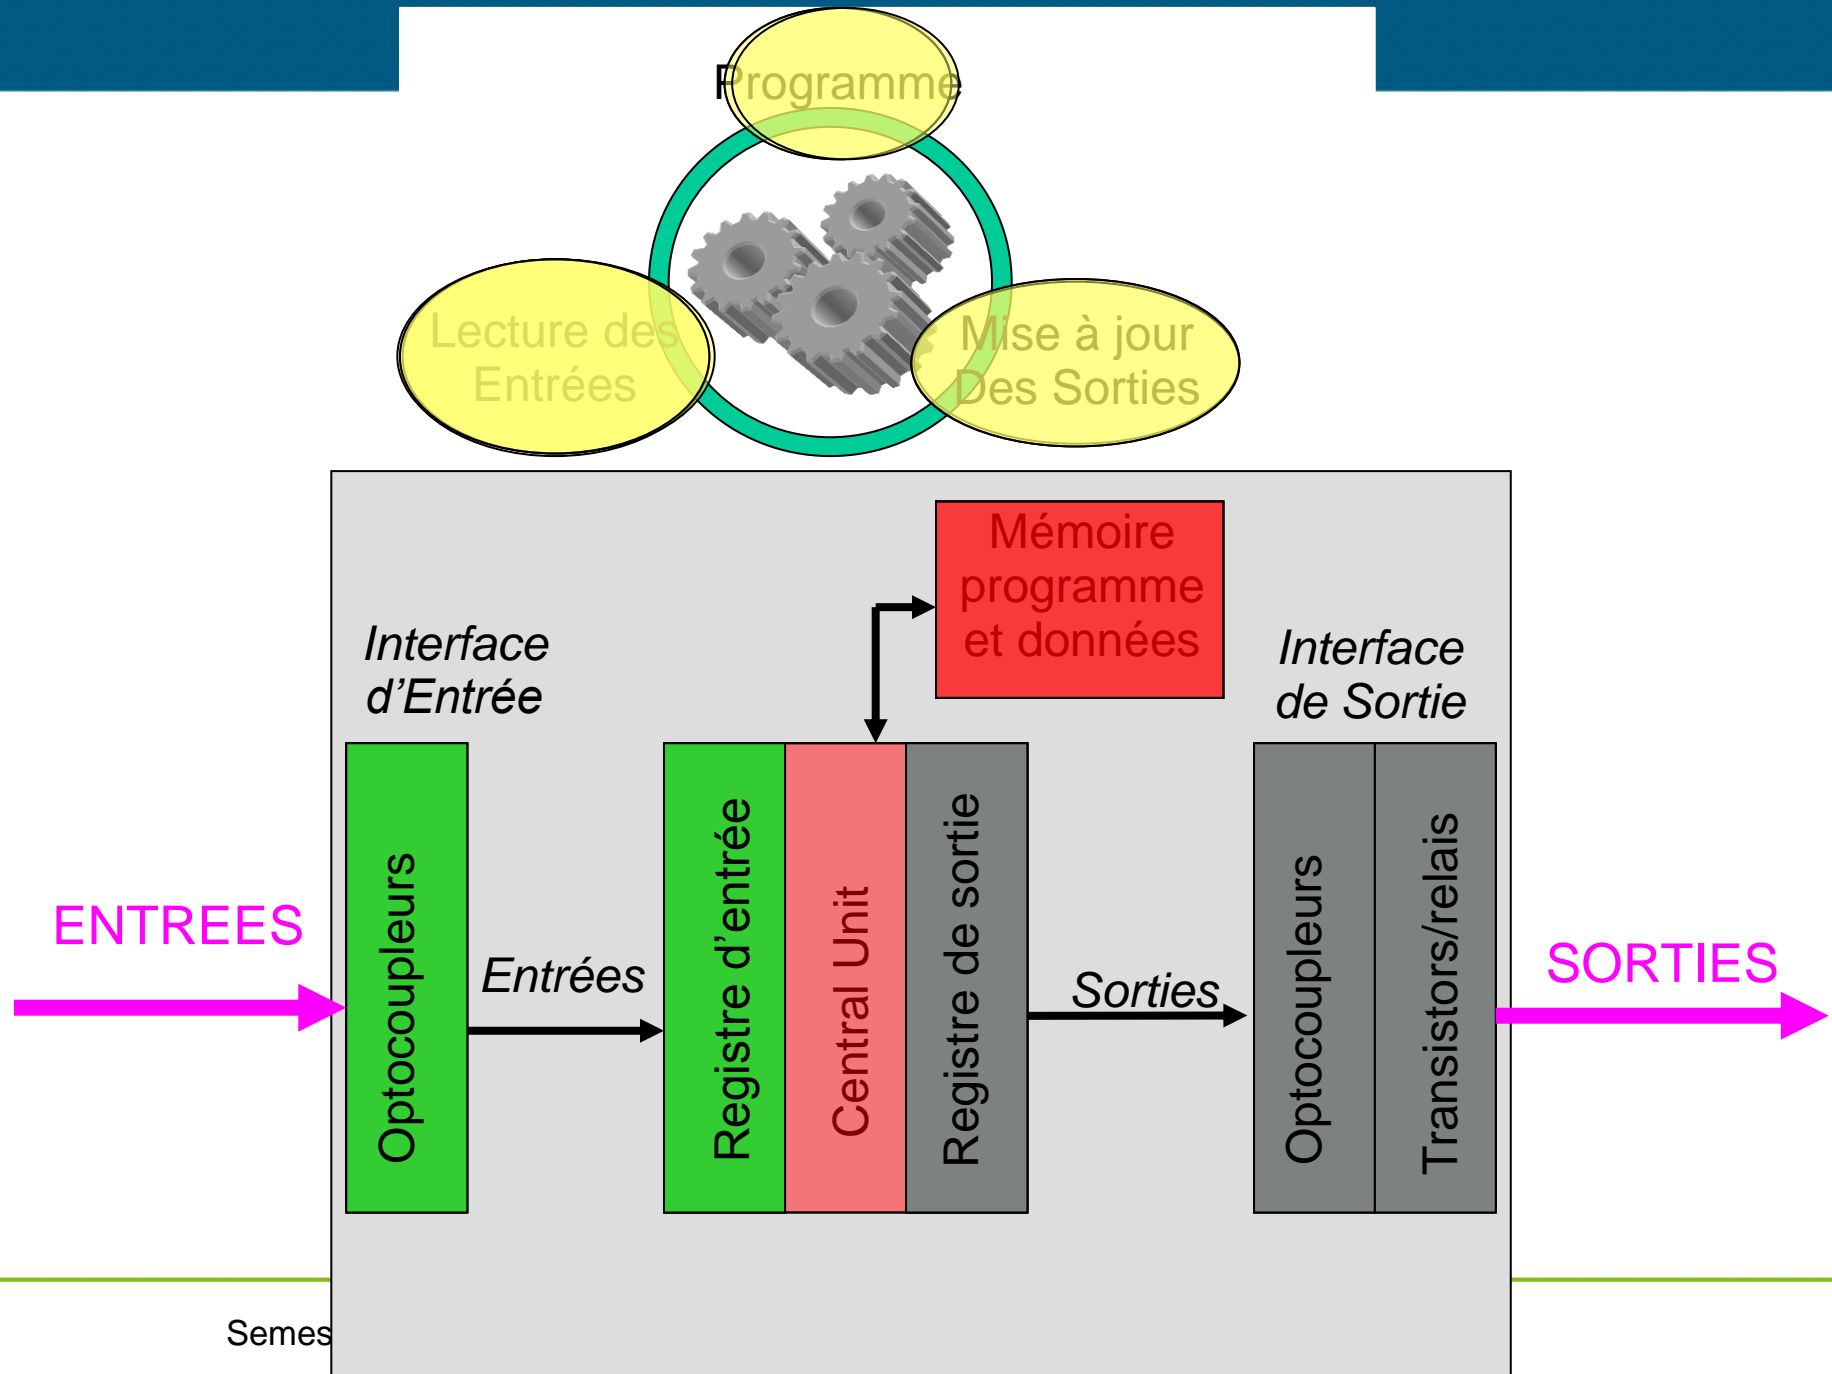 Programme
Lecture des
Entrées
Mise à jour
Des Sorties
Mémoire
programme
et données
Interface
d’Entrée
Interface
de Sortie
ENTREES
Optocoupleurs
Entrées
Registre d’entrée
Central Unit
Registre de sortie
Sorties
Optocoupleurs
Transistors/relais
SORTIES
Semes